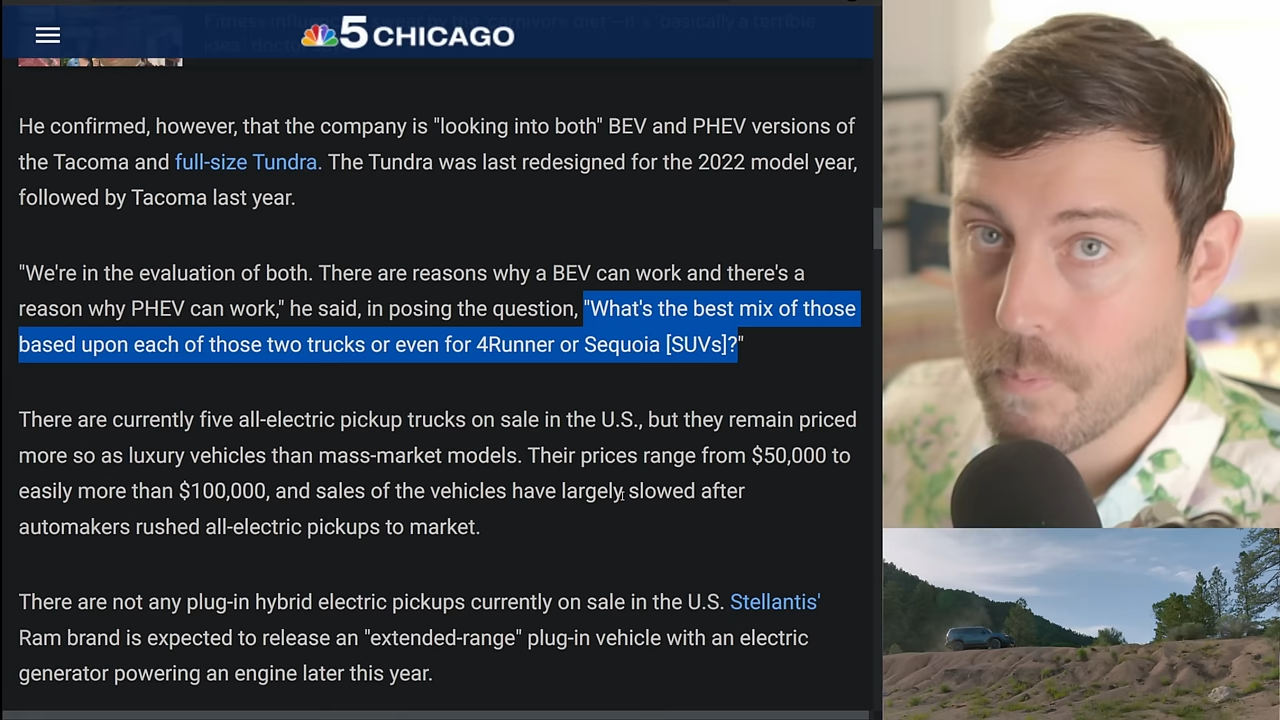 5 CHICAGO
He confirmed, however, that the company is "looking into both" BEV and PHEV versions of
the Tacoma and full-size Tundra. The Tundra was last redesigned for the 2022 model year,
followed by Tacoma last year.
"We're in the evaluation of both. There are reasons why a BEV can work and there's a
reason why PHEV can work," he said, in posing the question, "What's the best mix of those
based upon each of those two trucks or even for 4Runner or Sequoia [SUVs]?"
There are currently five all-electric pickup trucks on sale in the U.S., but they remain priced
more so as luxury vehicles than mass-market models. Their prices range from $50,000 to
easily more than $100,000, and sales of the vehicles have largely slowed after
automakers rushed all-electric pickups to market.
There are not any plug-in hybrid electric pickups currently on sale in the U.S. Stellantis'
Ram brand is expected to release an "extended-range" plug-in vehicle with an electric
generator powering an engine later this year.